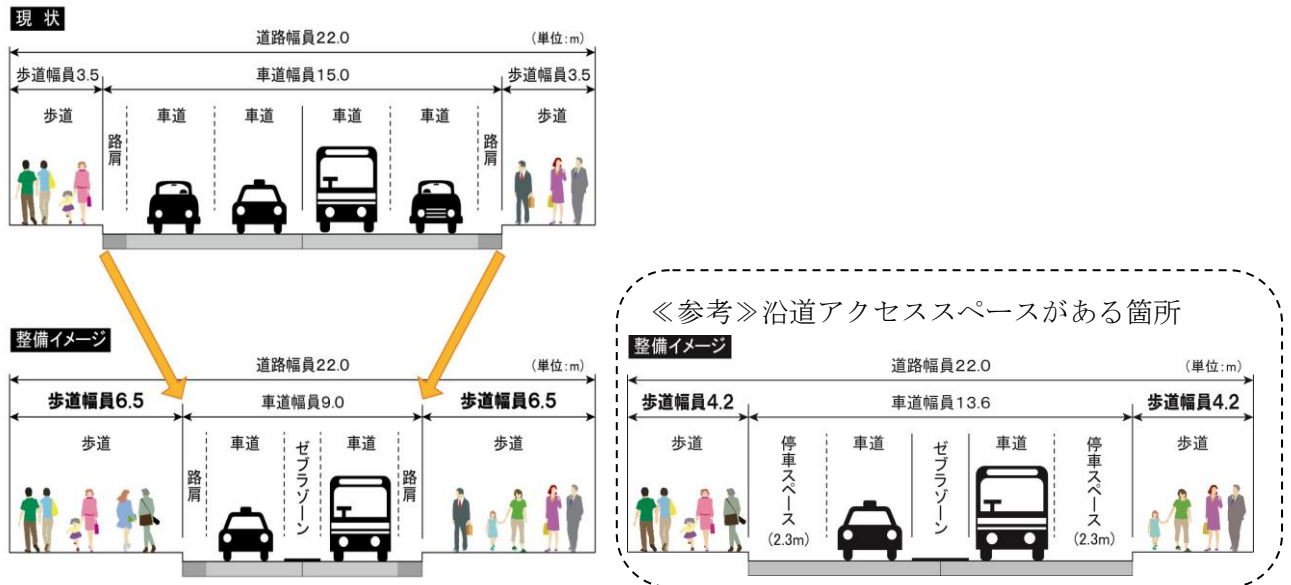 現 状
道路幅員22.0
(単位:m)
歩道幅員3.5
車道幅員15.0
歩道幅員3.5
歩道
路肩
車道
車道
車道
車道
路肩
歩道
整備イメージ
道路幅員22.0
(単位:m)
歩道幅員6.5
車道幅員9.0
歩道幅員6.5
歩道
路肩
車道
ゼブラゾーン
車道
路肩
歩道
≪参考≫沿道アクセススペースがある箇所
整備イメージ
道路幅員22.0
(単位:m)
歩道幅員4.2
車道幅員13.6
歩道幅員4.2
歩道
停車スペース
(2.3m)
車道
ゼブラゾーン
車道
停車スペース
(2.3m)
歩道